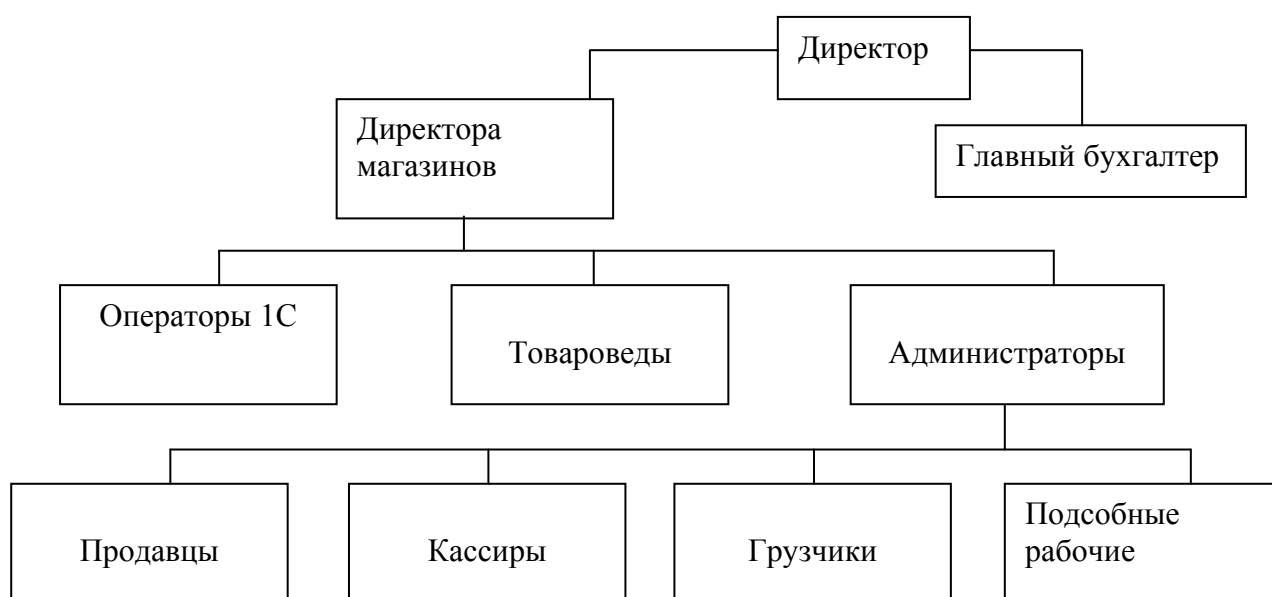 Директор
Директора
магазинов
Главный бухгалтер
Операторы 1С
Товароведы
Администраторы
Продавцы
Кассиры
Грузчики
Подсобные
рабочие